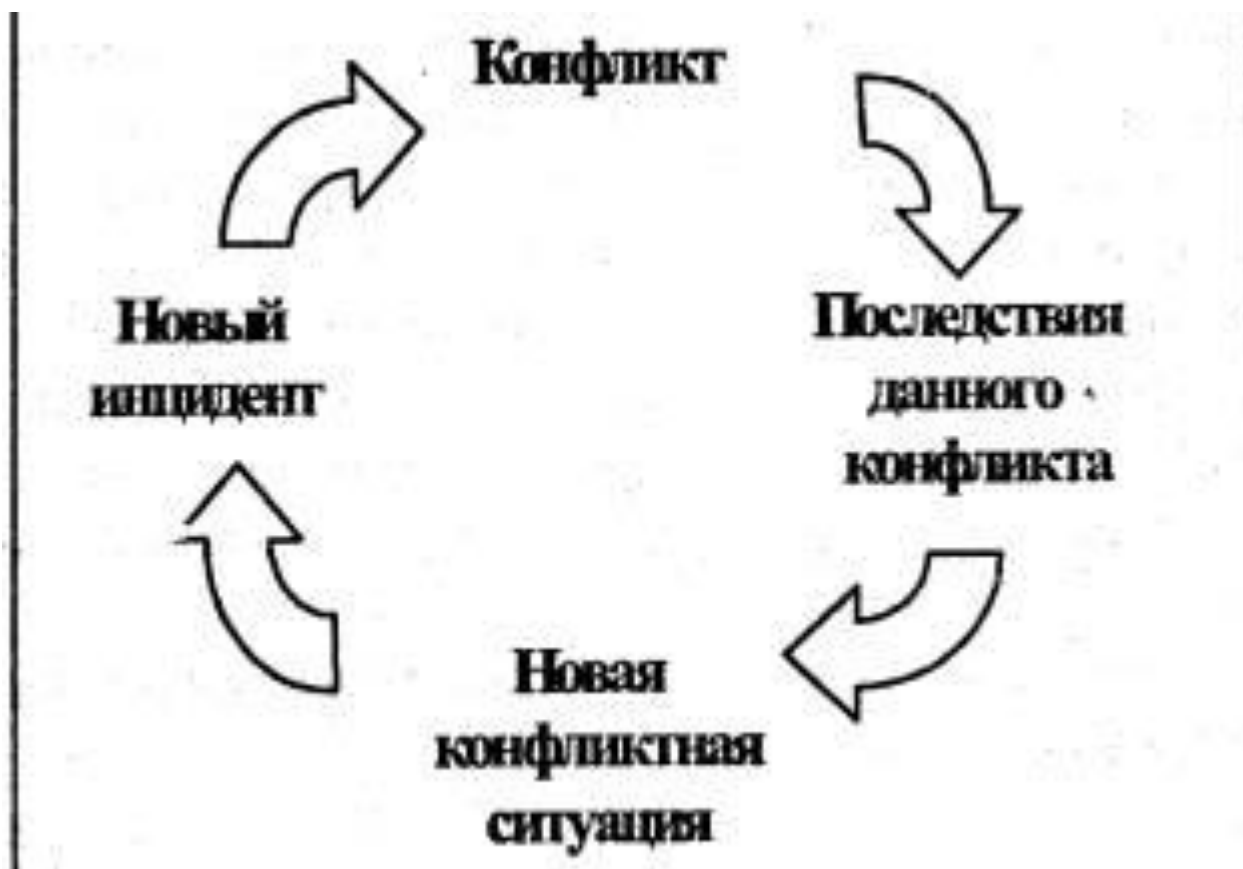 Конфликт
Последствия
данного
конфликта
Новая
конфликтная
ситуация
Новый
инцидент